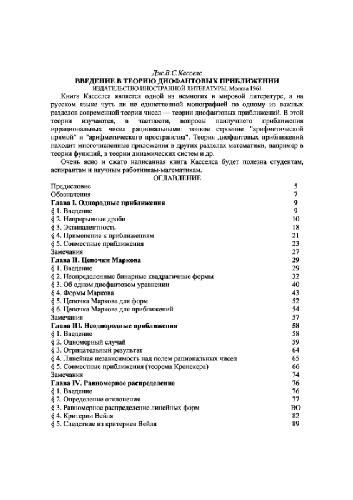 Дж.В.С.Касселс
ВВЕДЕНИЕ В ТЕОРИЮ ДИОФАНТОВЫХ ПРИБЛИЖЕНИЙ
ИЗДАТЕЛЬСТВО ИНОСТРАННОЙ ЛИТЕРАТУРЫ, Москва 1961
Книга Касселса является одной из немногих в мировой литературе, а на
русском языке чуть ли не единственной монографией по одному из важных
разделов современной теории чисел — теории диофантовых приближений. В этой
теории изучаются, в частности, вопросы наилучшего приближения
иррациональных чисел рациональными: тонкое строение "арифметической
прямой" и "арифметического пространства". Теория диофантовых приближений
находит многочисленные приложения в других разделах математики, например в
теории функций, в теории динамических систем и др.
Очень ясно и сжато написанная книга Касселса будет полезна студентам,
аспирантам и научным работникам-математикам.
ОГЛАВЛЕНИЕ
Предисловие 5
Обозначения 7
Глава I. Однородные приближения 9
§ 1. Введение 9
§ 2. Непрерывные дроби 10
§ 3. Эквивалентность 18
§ 4. Применение к приближениям 21
§ 5. Совместные приближения 23
Замечания 27
Глава II. Цепочки Маркова 29
§ 1. Введение 29
§ 2. Неопределенные бинарные квадратичные формы 32
§ 3. Об одном диофантовом уравнении 40
§ 4. Формы Маркова 43
§ 5. Цепочка Маркова для форм 52
§ 6. Цепочка Маркова для приближений 54
Замечания 57
Глава III. Неоднородные приближения 58
§ 1. Введение 58
§ 2. Одномерный случай 59
§ 3. Отрицательный результат 64
§ 4. Линейная независимость над полем рациональных чисел 65
§ 5. Совместные приближения (теорема Кронекера) 66
Замечания 74
Глава IV. Равномерное распределение 76
§ 1. Введение 76
§ 2. Определение отклонения 77
§ 3. Равномерное распределение линейных форм ВО
§ 4. Критерии Вейля 82
§ 5. Следствие из критериев Вейля 89